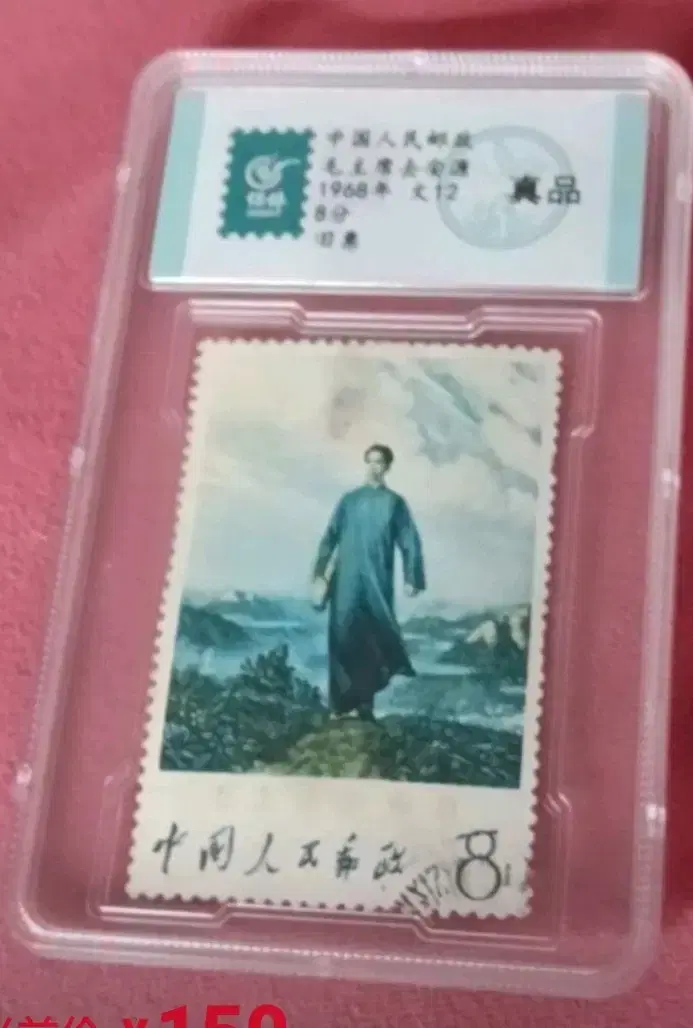 中国人民邮政
毛主席去安源
1968年 文12
8分
旧票
真品
中国人民邮政
8
¥150